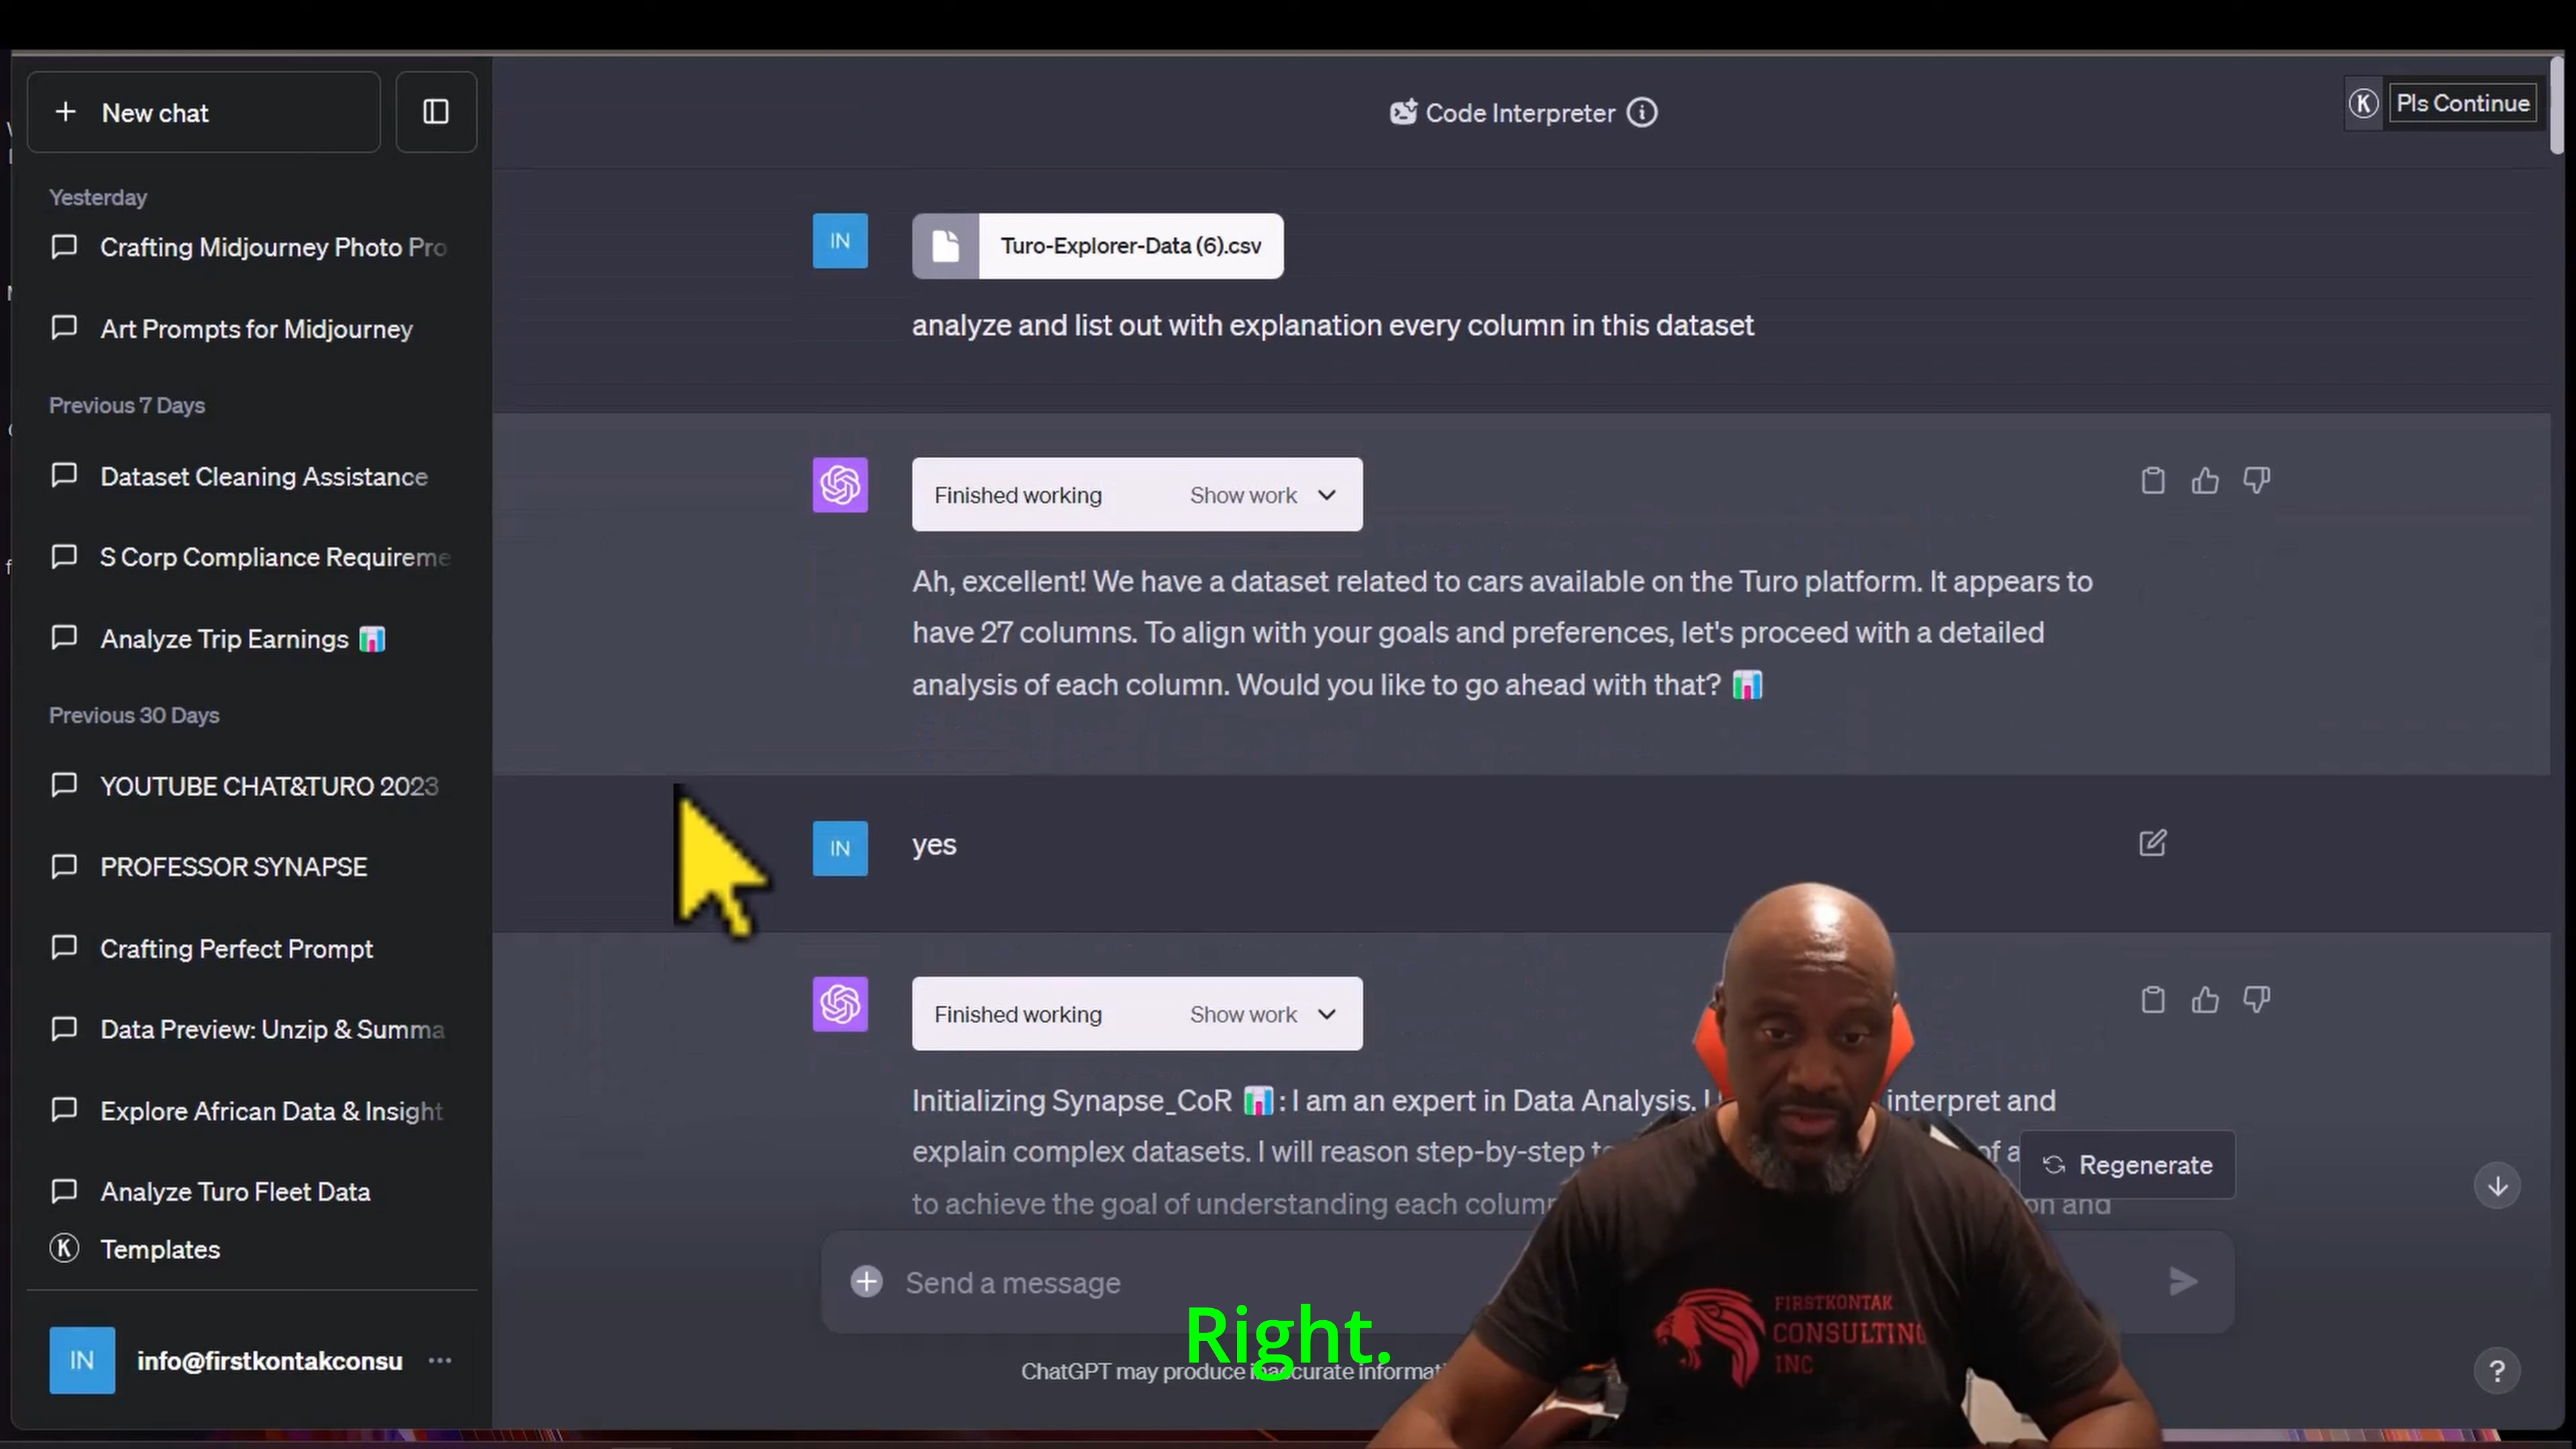 New chat
Yesterday
Crafting Midjourney Photo Pro
Art Prompts for Midjourney
Previous 7 Days
Dataset Cleaning Assistance
S Corp Compliance Requireme
Analyze Trip Earnings
Previous 30 Days
YOUTUBE CHAT&TURO 2023
PROFESSOR SYNAPSE
Crafting Perfect Prompt
Data Preview: Unzip & Summa
Explore African Data & Insight
Analyze Turo Fleet Data
K Templates
IN info@firstkontakconsu
Code Interpreter
K Pls Continue
IN Turo-Explorer-Data (6).csv
analyze and list out with explanation every column in this dataset
Finished working Show work
Ah, excellent! We have a dataset related to cars available on the Turo platform. It appears to
have 27 columns. To align with your goals and preferences, let's proceed with a detailed
analysis of each column. Would you like to go ahead with that?
IN yes
Finished working Show work
Initializing Synapse_CoR : I am an expert in Data Analysis. I interpret and
explain complex datasets. I will reason step-by-step of a
to achieve the goal of understanding each column and
Regenerate
Send a message
Right.
ChatGPT may produce inaccurate
FIRSTKONTAK
CONSULTING
INC
?